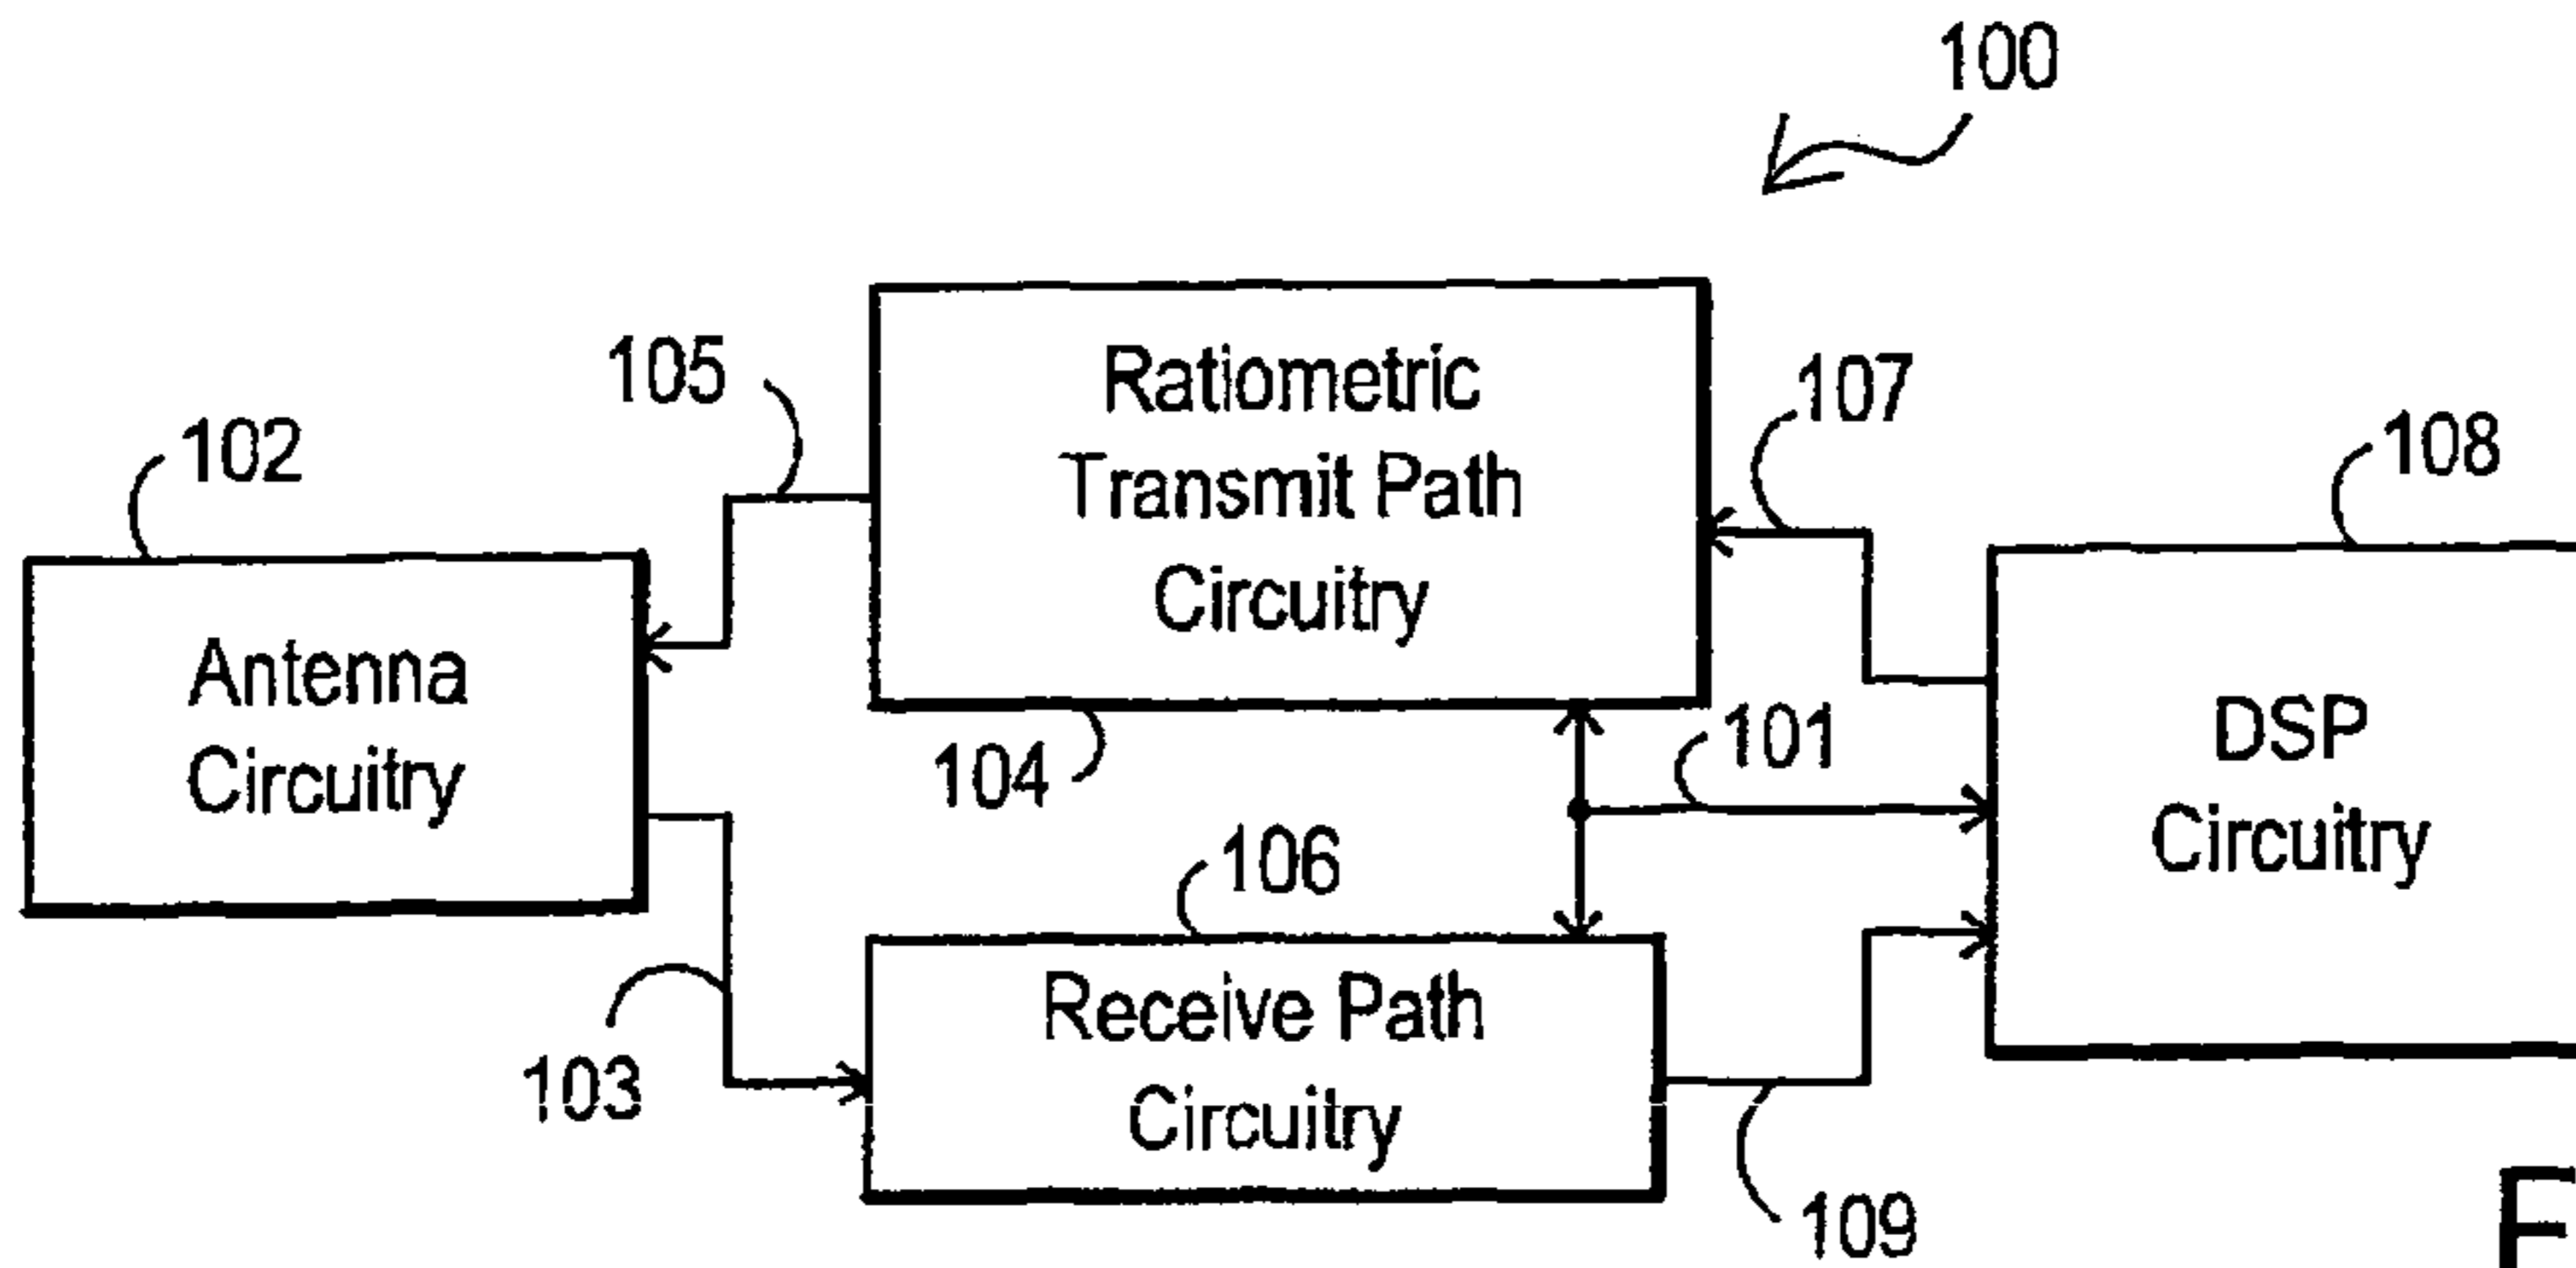 100
105
Ratiometric
Transmit Path
Circuitry
107
102
108
Antenna
Circuitry
104
101
DSP
Circuitry
106
Receive Path
Circuitry
103
109
F